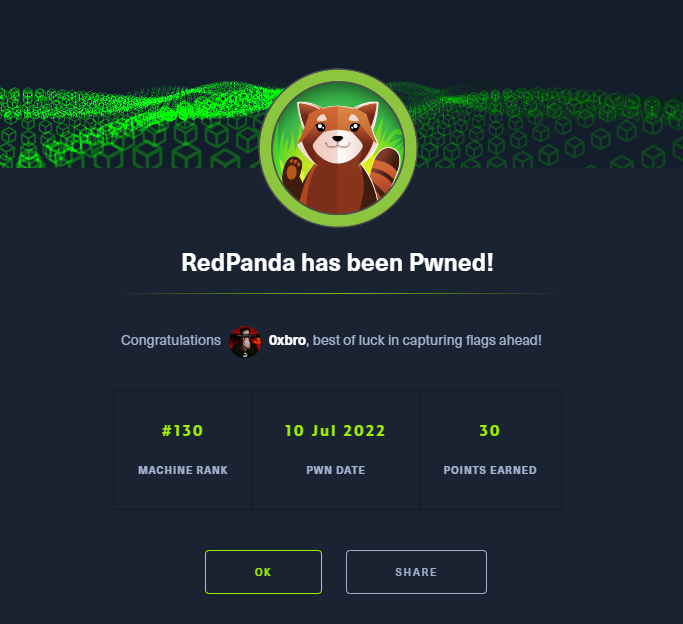 RedPanda has been Pwned!
Congratulations 0xbro, best of luck in capturing flags ahead!
#130 10 Jul 2022 30
MACHINE RANK PWN DATE POINTS EARNED
OK SHARE